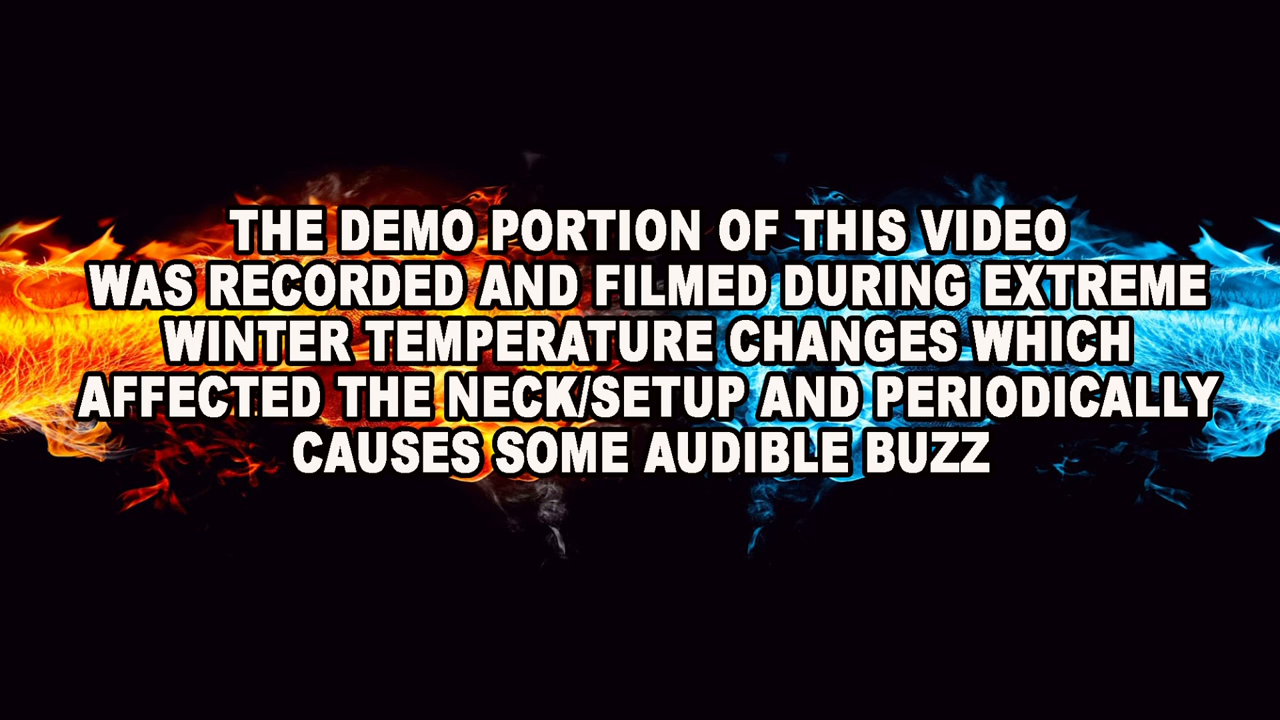 THE DEMO PORTION OF THIS VIDEO
WAS RECORDED AND FILMED DURING EXTREME
WINTER TEMPERATURE CHANGES WHICH
AFFECTED THE NECK/SETUP AND PERIODICALLY
CAUSES SOME AUDIBLE BUZZ